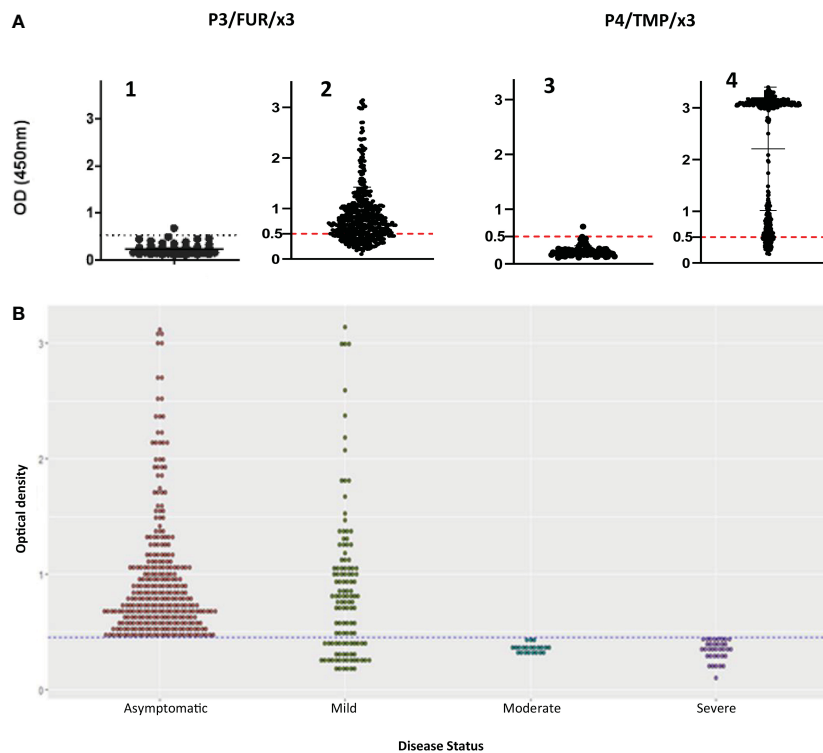 A
P3/FUR/x3
P4/TMP/x3
OD (450nm)
1
3
2
1
0
2
3
2
1
0.5
0
3
3
2
1
0.5
0
4
3
2
1
0.5
0
B
Optical density
3
2
1
0
Asymptomatic
Mild
Moderate
Severe
Disease Status